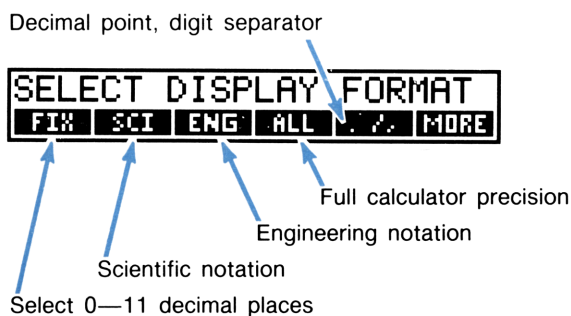 Decimal point, digit separator
SELECT DISPLAY FORMAT
FIX SCI ENG ALL ./, MORE
Full calculator precision
Engineering notation
Scientific notation
Select 0—11 decimal places